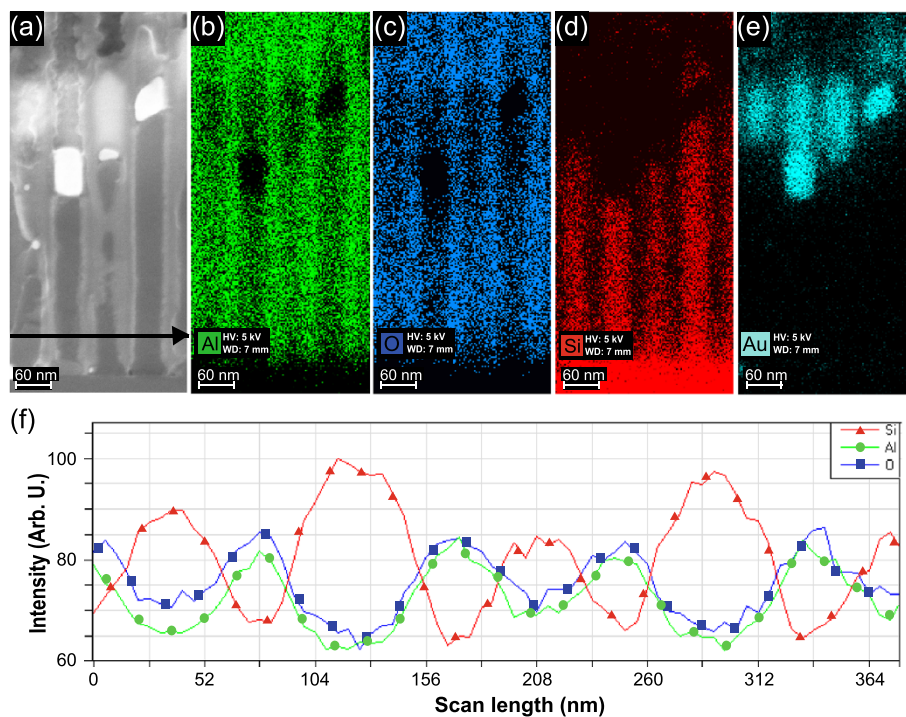 (a)
(b)
(c)
(d)
(e)
Al
HV: 5 kV
WD: 7 mm
O
HV: 5 kV
WD: 7 mm
Si
HV: 5 kV
WD: 7 mm
Au
HV: 5 kV
WD: 7 mm
60 nm
60 nm
60 nm
60 nm
60 nm
(f)
Si
Al
O
100
80
60
Intensity (Arb. U.)
0
52
104
156
208
260
312
364
Scan length (nm)